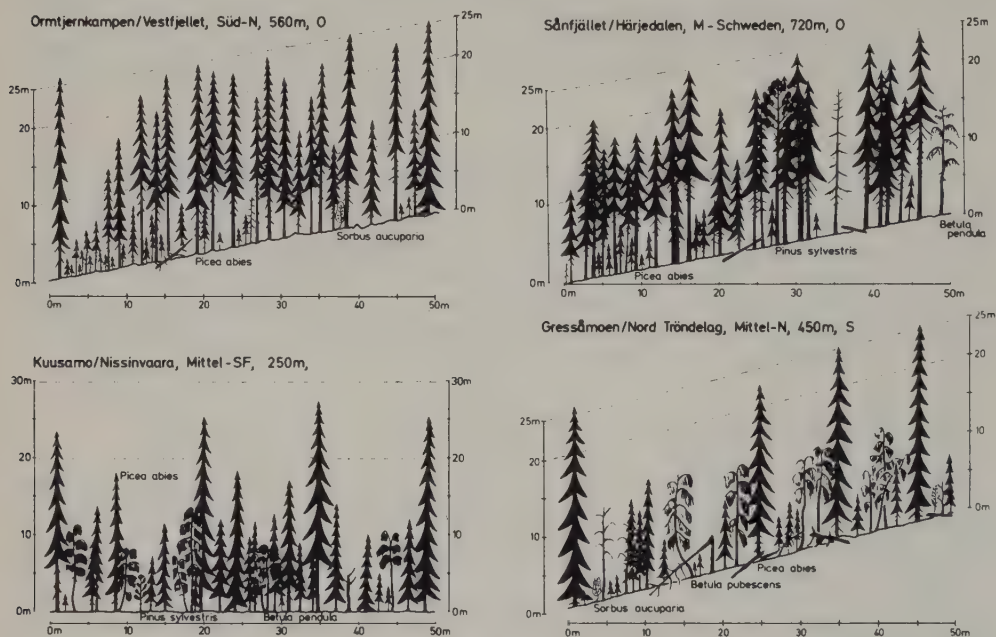 Ormtjernkampen/Vestfjellet, Süd-N, 560m, O
25m
20
10
0m
25m
20
10
0m
Sorbus aucuparia
Picea abies
0m 10 20 30 40 50m
Sånfjället/Härjedalen, M-Schweden, 720m, O
25m
20
10
0m
25m
20
10
0m
Betula pendula
Pinus sylvestris
Picea abies
0m 10 20 30 40 50m
Kuusamo/Nissinvaara, Mittel-SF, 250m,
30m
20
10
0m
30m
20
10
0m
Picea abies
Pinus sylvestris
Betula pendula
0m 10 20 30 40 50m
Gressåmoen/Nord Tröndelag, Mittel-N, 450m, S
25m
20
10
0m
25m
20
10
0m
Picea abies
Betula pubescens
Sorbus aucuparia
0m 10 20 30 40 50m